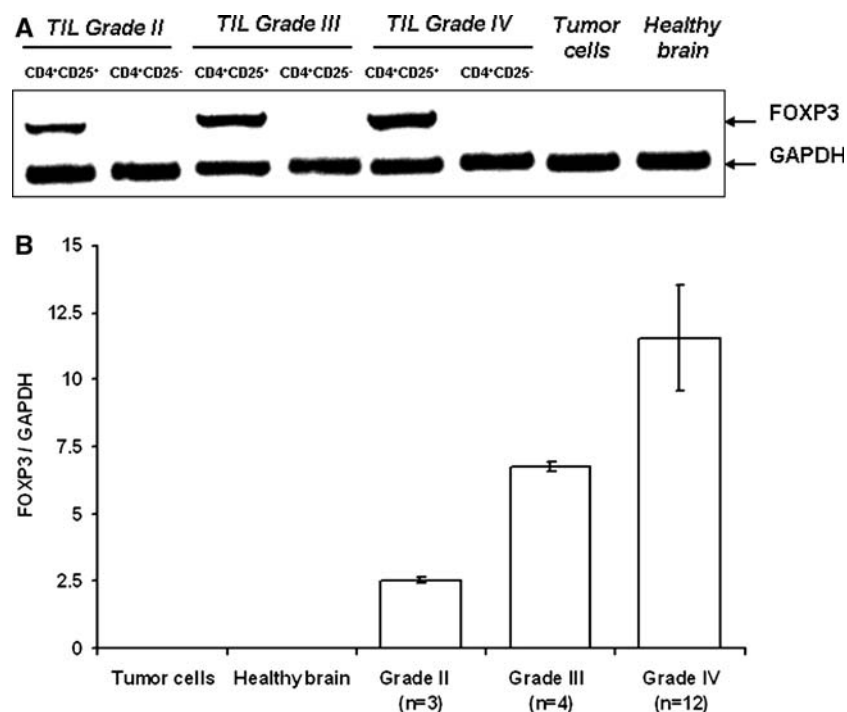 A
TIL Grade II TIL Grade III TIL Grade IV Tumor cells Healthy brain
CD4⁺CD25⁺ CD4⁺CD25⁻ CD4⁺CD25⁺ CD4⁺CD25⁻ CD4⁺CD25⁺ CD4⁺CD25⁻
FOXP3
GAPDH
B
15
12.5
11
7.5
5
2.5
0
FOXP3 / GAPDH
Tumor cells Healthy brain Grade II Grade III Grade IV
(n=3) (n=4) (n=12)